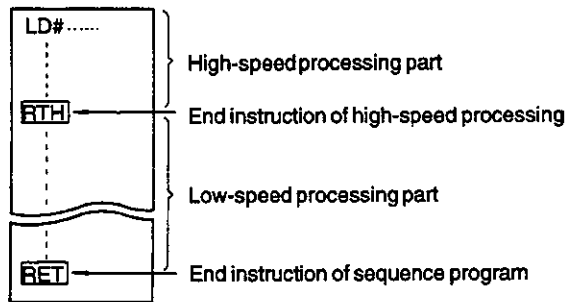 LD#......
High-speed processing part
RTH
End instruction of high-speed processing
Low-speed processing part
RET
End instruction of sequence program